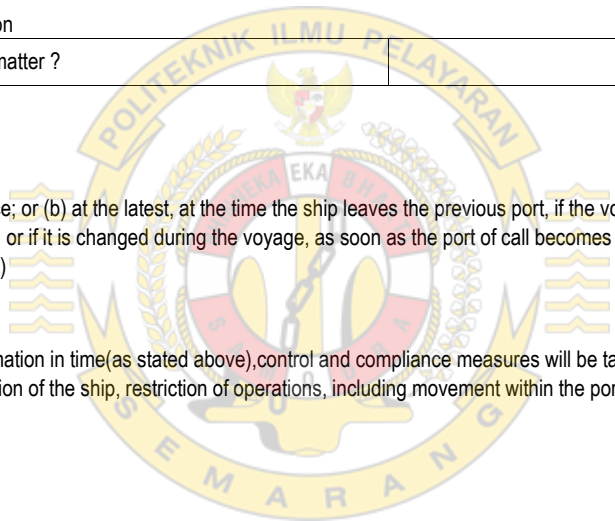 on
matter ?
POLITEKNIK ILMU PELAYARAN
EKA
ce; or (b) at the latest, at the time the ship leaves the previous port, if the vo
or if it is changed during the voyage, as soon as the port of call becomes
)
mation in time(as stated above),control and compliance measures will be ta
ion of the ship, restriction of operations, including movement within the por
SEMARANG